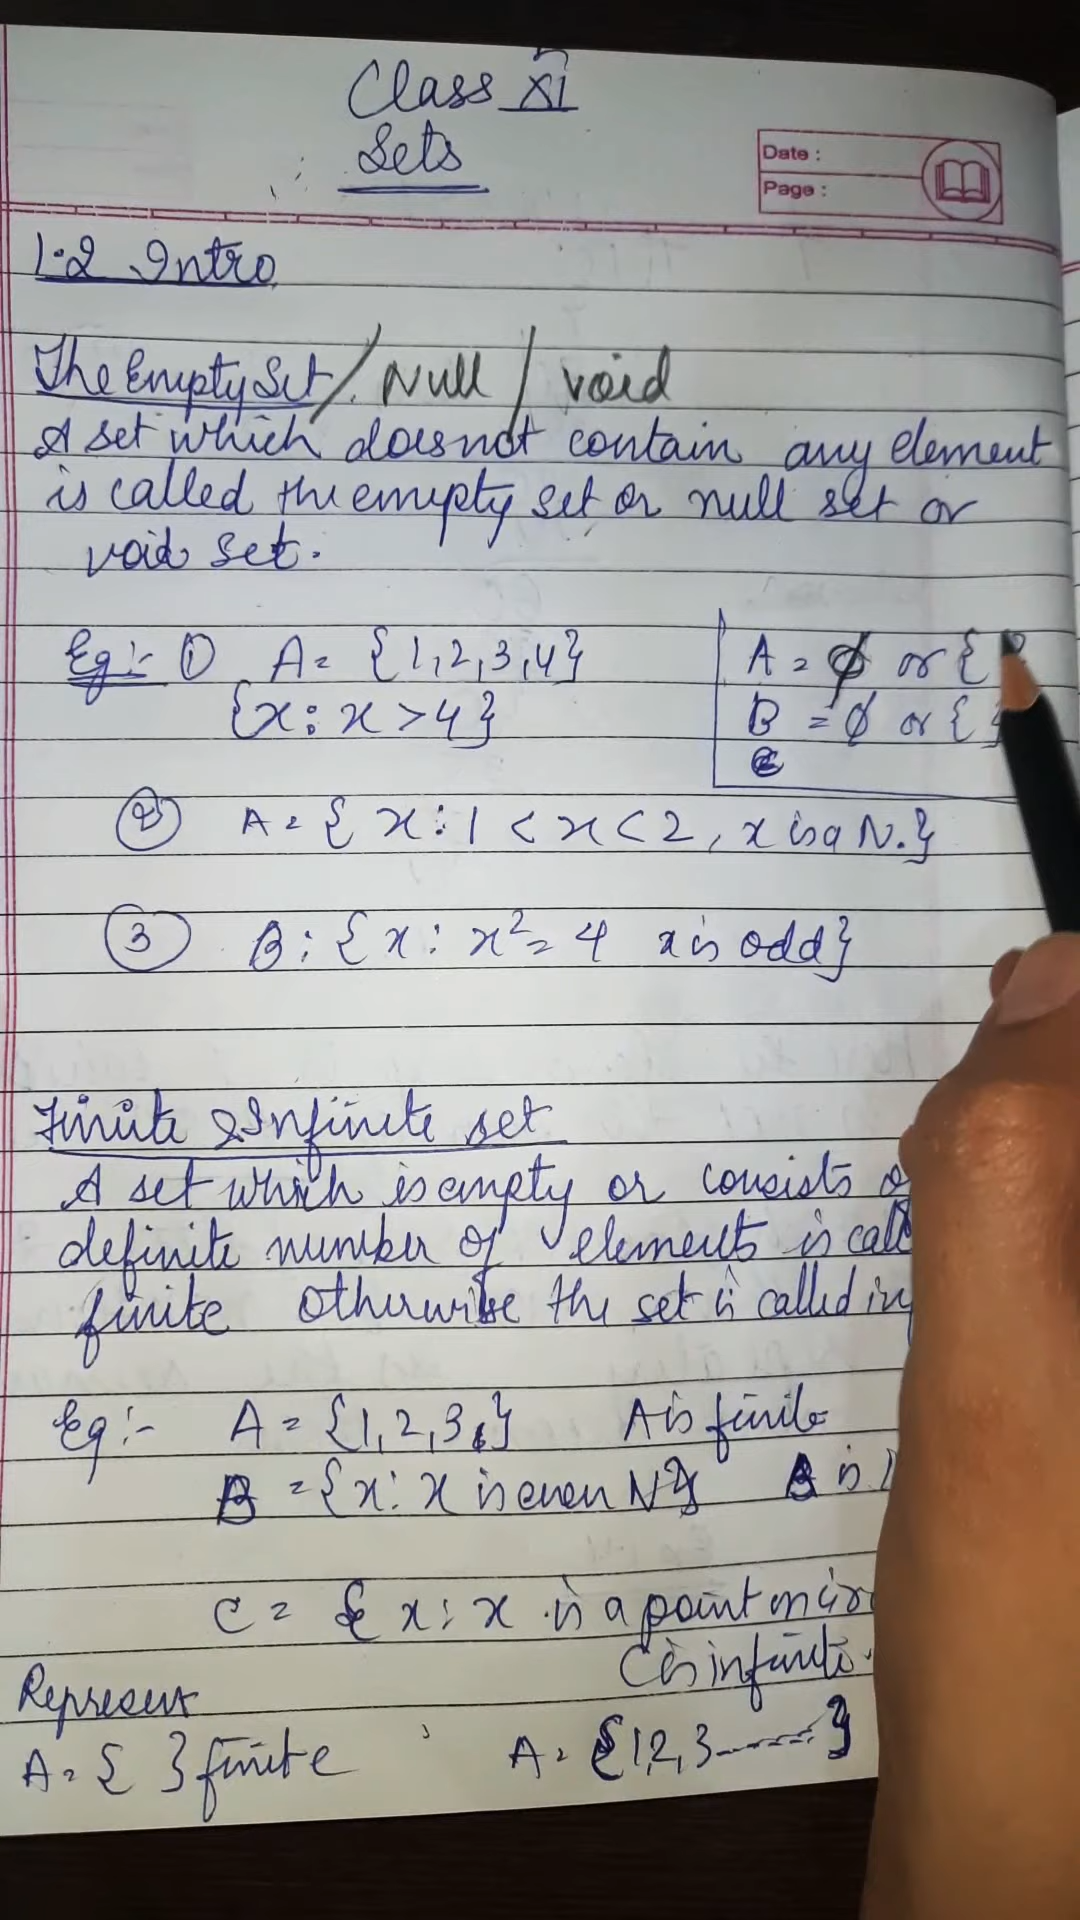 Class XI
Sets
Date :
Page :
1.2 Intro
The Empty Set / Null / void
A set which does not contain any element
is called the empty set or null set or
void set.
Eg:- ① A = {1,2,3,4}
{x : x > 4}
A = ϕ or {
B = ϕ or { }
② A = { x : 1 < x < 2, x is a N.}
③ B : {x : x² = 4 x is odd}
Finite & Infinite set
A set which is empty or consists
definite number of elements is
finite otherwise the set is called
Eg :- A = {1,2,3,} A is finite
B = {x : x is even N} B is
C = { x : x is a point on
C is infinite.
Represent
A = { } finite A = {1,2,3------}